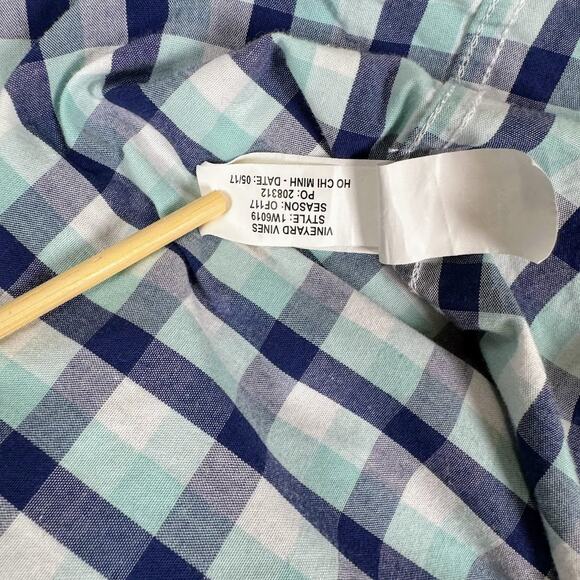 VINEYARD VINES
STYLE: 1W6019
SEASON: OF117
PO: 208312
HO CHI MINH - DATE: 05/17